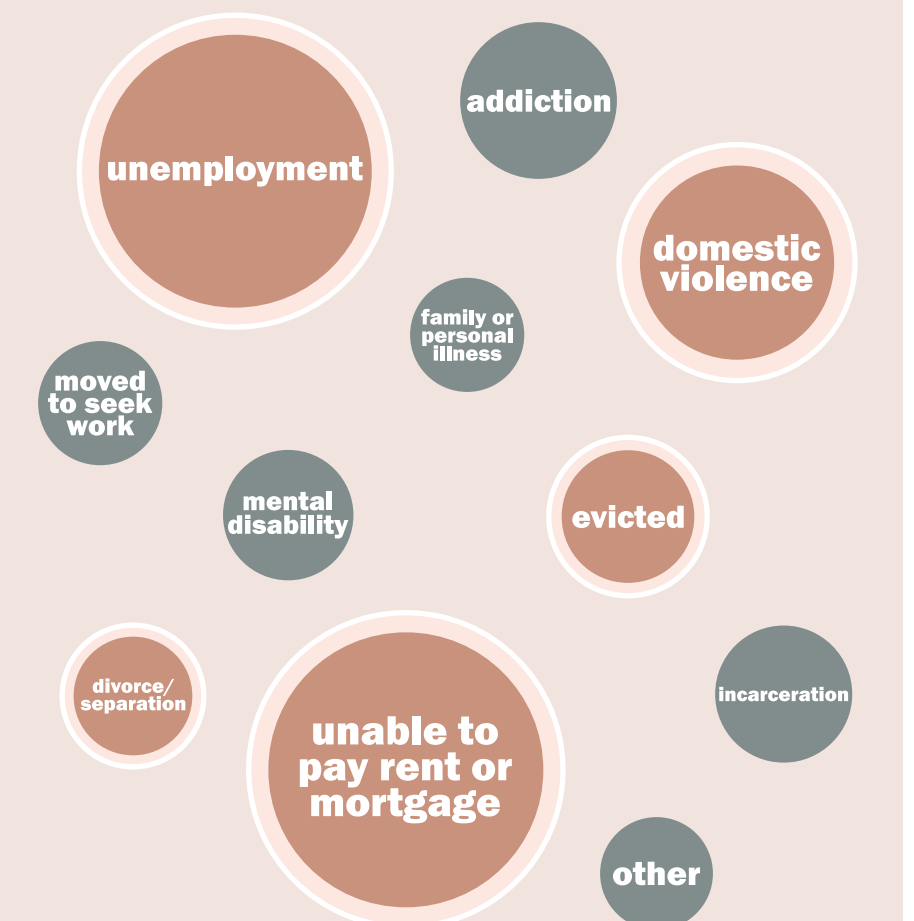 addiction
unemployment
domestic
violence
family or
personal
illness
moved
to seek
work
mental
disability
evicted
divorce/
separation
incarceration
unable to
pay rent or
mortgage
other